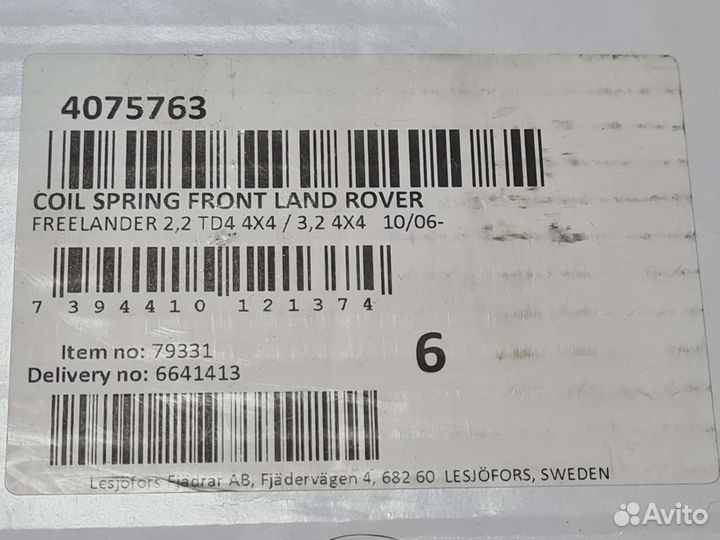 4075763
COIL SPRING FRONT LAND ROVER
FREELANDER 2,2 TD4 4X4 / 3,2 4X4 10/06-
7 394410 121374
Item no: 79331
6
Delivery no: 6641413
Lesjöfors Fjädrar AB, Fjädervägen 4, 682 60 LESJÖFORS, SWEDEN
Avito